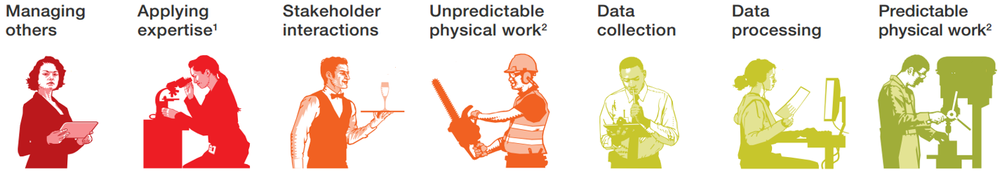 Managing
others
Applying
expertise¹
Stakeholder
interactions
Unpredictable
physical work²
Data
collection
Data
processing
Predictable
physical work²